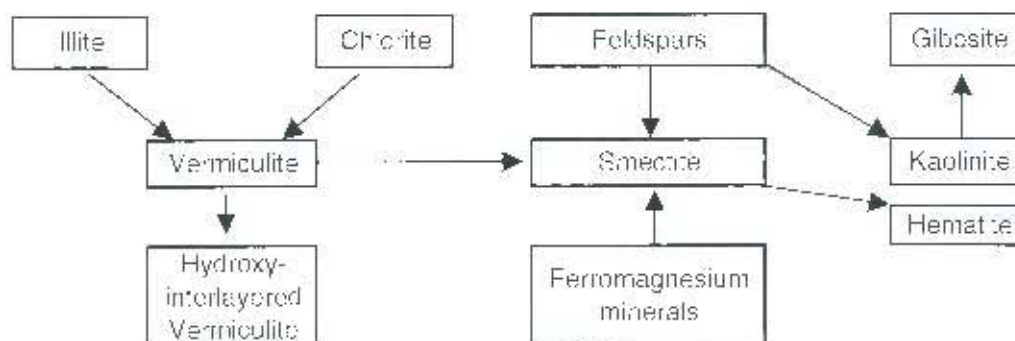 Illite
Chlorite
Feldspars
Gibbsite
Vermiculite
Smectite
Kaolinite
Hematite
Hydroxy-
interlayered
Vermiculite
Ferromagnesium
minerals